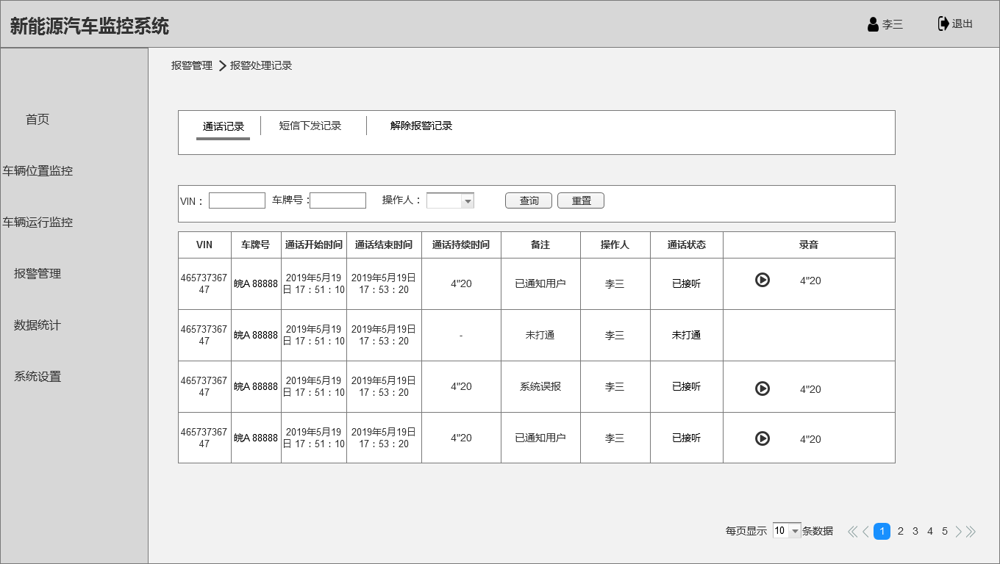 新能源汽车监控系统
李三
退出
报警管理 报警处理记录
首页
车辆位置监控
车辆运行监控
报警管理
数据统计
系统设置
通话记录 短信下发记录 解除报警记录
VIN： 车牌号： 操作人： 查询 重置
VIN 车牌号 通话开始时间 通话结束时间 通话持续时间 备注 操作人 通话状态 录音
46573736747 皖A 88888 2019年5月19日 17：51：10 2019年5月19日 17：53：20 4"20 已通知用户 李三 已接听 4"20
46573736747 皖A 88888 2019年5月19日 17：51：10 2019年5月19日 17：53：20 - 未打通 李三 未打通
46573736747 皖A 88888 2019年5月19日 17：51：10 2019年5月19日 17：53：20 4"20 系统误报 李三 已接听 4"20
46573736747 皖A 88888 2019年5月19日 17：51：10 2019年5月19日 17：53：20 4"20 已通知用户 李三 已接听 4"20
每页显示 10 条数据 1 2 3 4 5